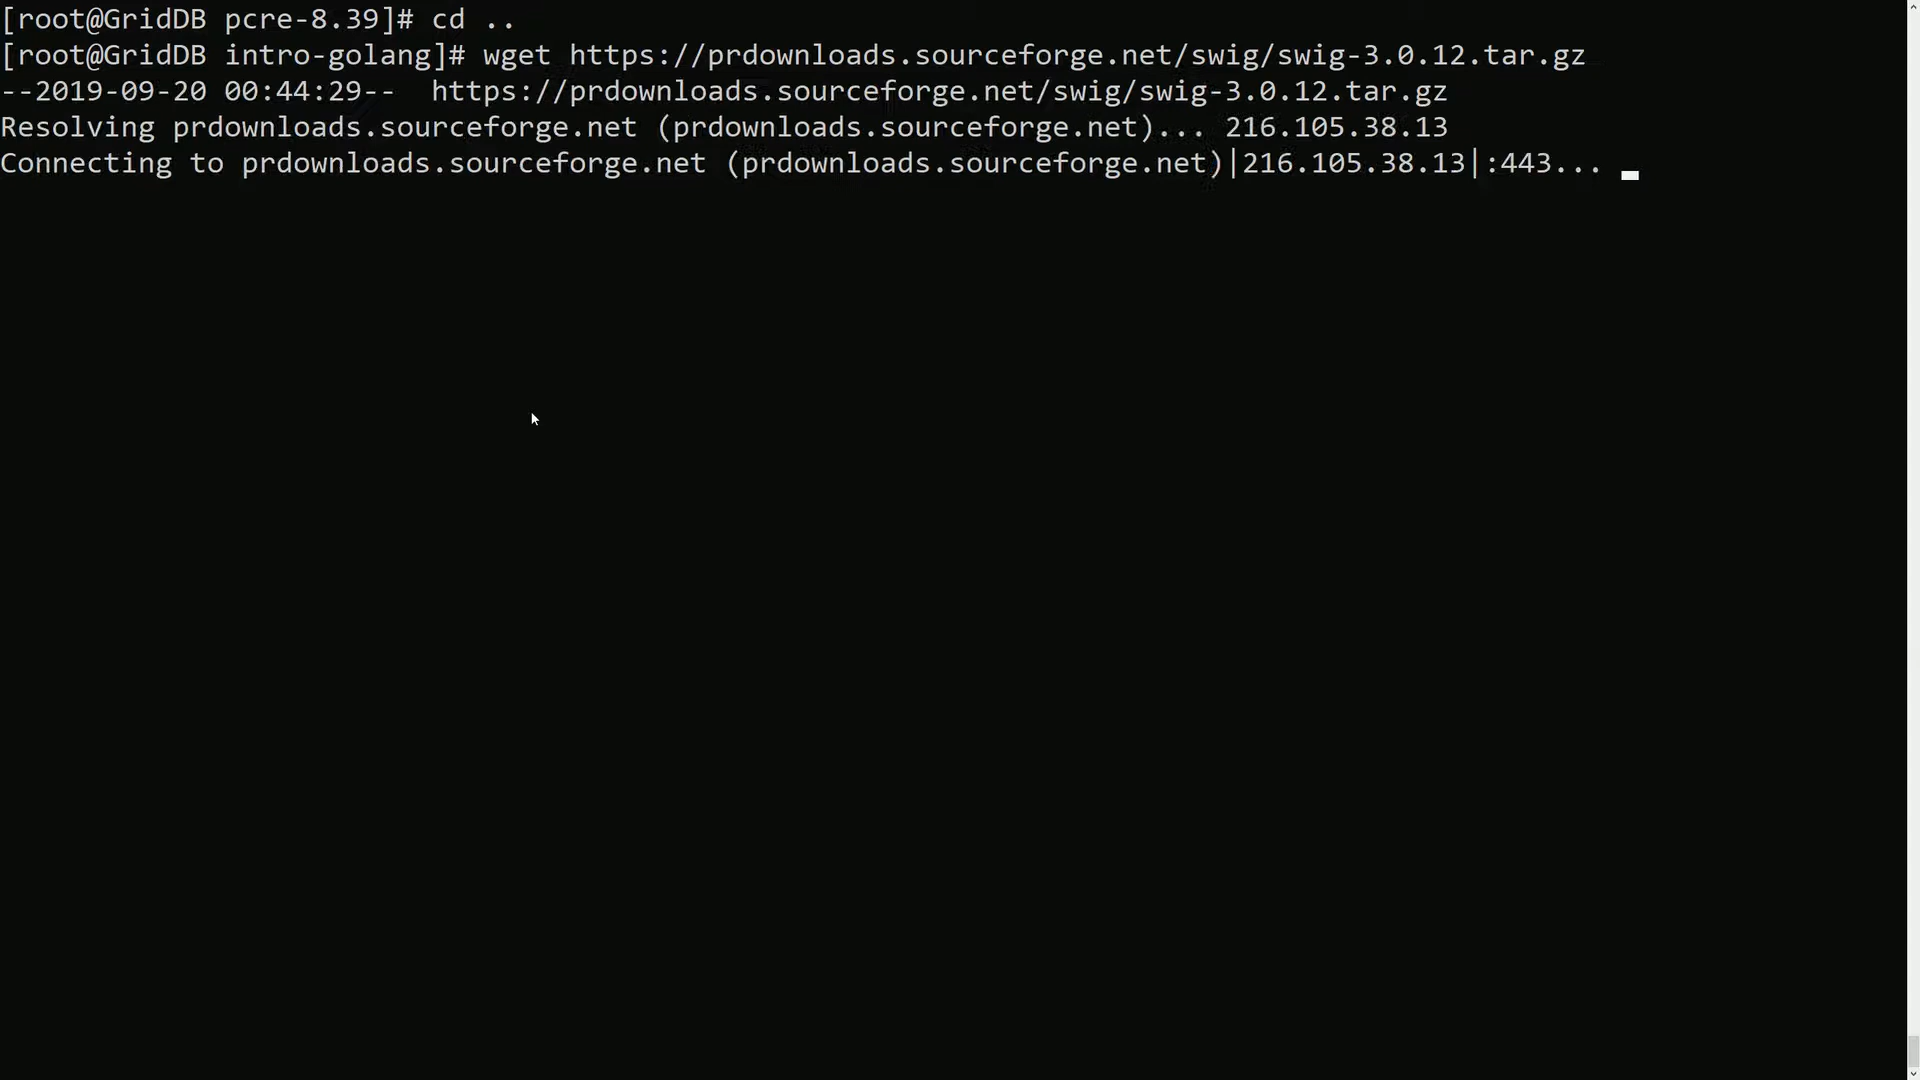 [root@GridDB pcre-8.39]# cd ..
[root@GridDB intro-golang]# wget https://prdownloads.sourceforge.net/swig/swig-3.0.12.tar.gz
--2019-09-20 00:44:29--  https://prdownloads.sourceforge.net/swig/swig-3.0.12.tar.gz
Resolving prdownloads.sourceforge.net (prdownloads.sourceforge.net)... 216.105.38.13
Connecting to prdownloads.sourceforge.net (prdownloads.sourceforge.net)|216.105.38.13|:443...